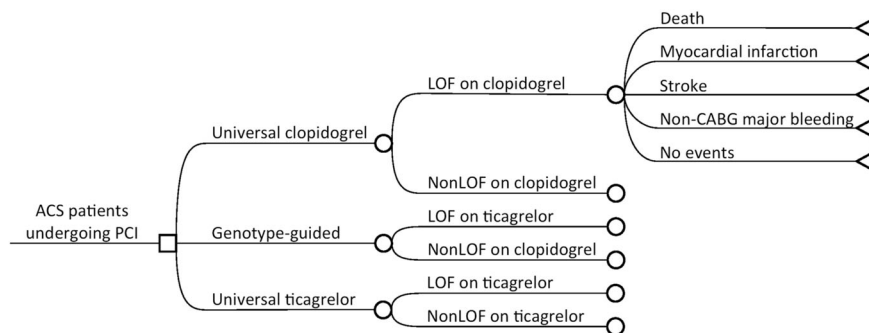 Death
Myocardial infarction
LOF on clopidogrel
Stroke
Non-CABG major bleeding
Universal clopidogrel
No events
NonLOF on clopidogrel
ACS patients
undergoing PCI
LOF on ticagrelor
Genotype-guided
NonLOF on clopidogrel
LOF on ticagrelor
Universal ticagrelor
NonLOF on ticagrelor